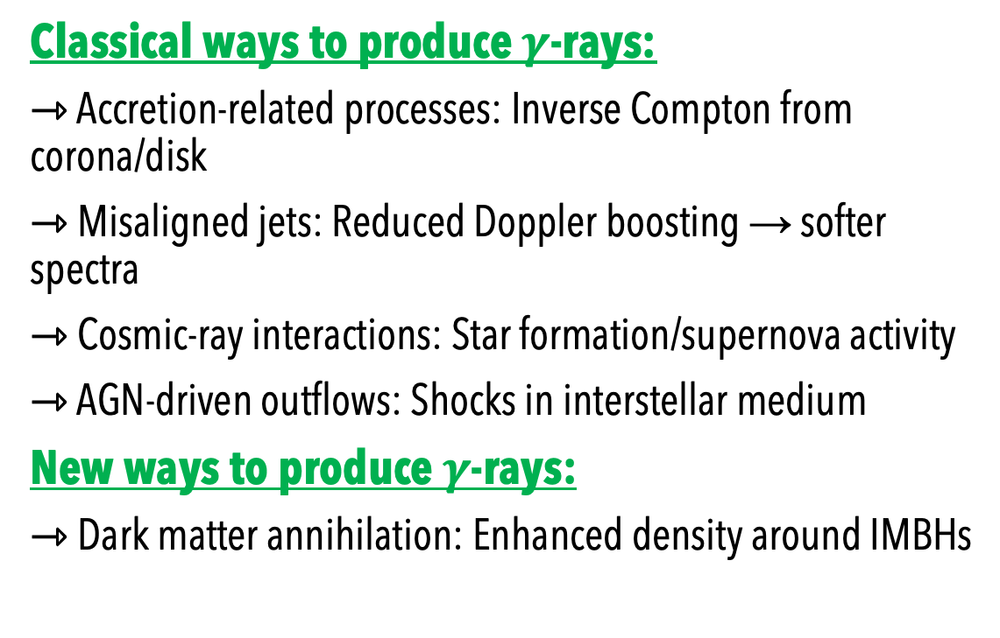 Classical ways to produce γ-rays:
⇾ Accretion-related processes: Inverse Compton from
corona/disk
⇾ Misaligned jets: Reduced Doppler boosting → softer
spectra
⇾ Cosmic-ray interactions: Star formation/supernova activity
⇾ AGN-driven outflows: Shocks in interstellar medium
New ways to produce γ-rays:
⇾ Dark matter annihilation: Enhanced density around IMBHs